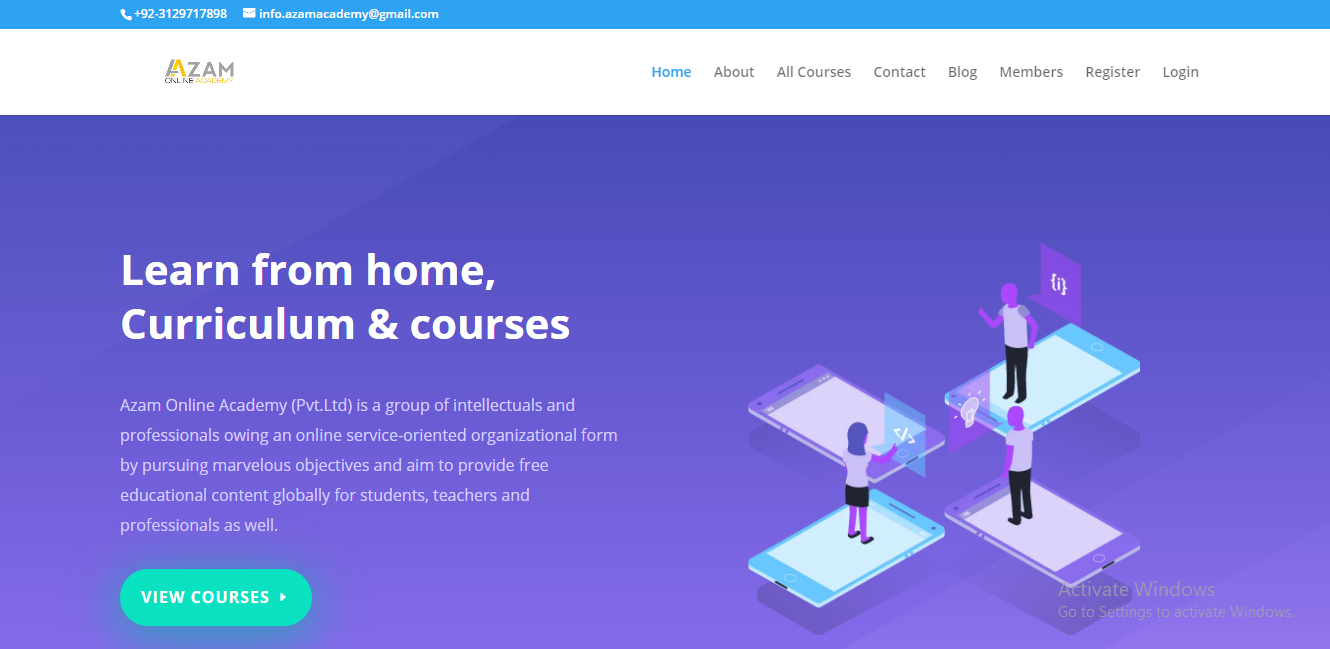 +92-3129717898 info.azamacademy@gmail.com
AZAM
ONLINE ACADEMY
Home About All Courses Contact Blog Members Register Login
Learn from home,
Curriculum & courses
Azam Online Academy (Pvt.Ltd) is a group of intellectuals and
professionals owing an online service-oriented organizational form
by pursuing marvelous objectives and aim to provide free
educational content globally for students, teachers and
professionals as well.
VIEW COURSES
{i}
</>
Activate Windows
Go to Settings to activate Windows.